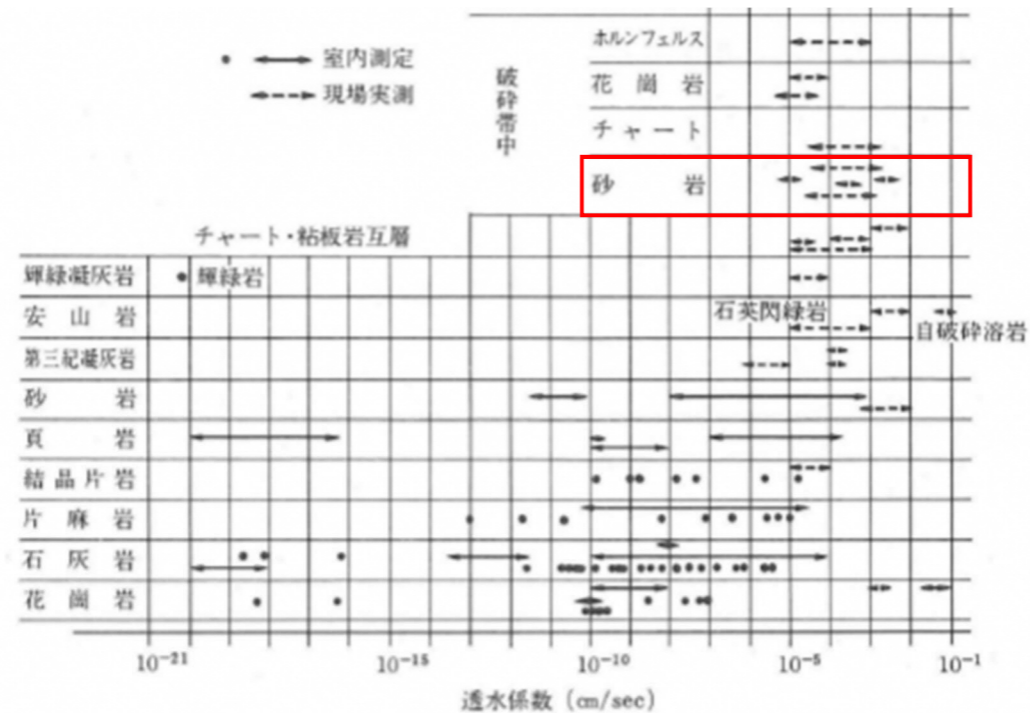 室内測定
現場実測
破砕帯中
ホルンフェルス
花崗岩
チャート
砂岩
チャート・粘板岩互層
輝緑凝灰岩
輝緑岩
安山岩
石英閃緑岩
自破砕溶岩
第三紀凝灰岩
砂岩
頁岩
結晶片岩
片麻岩
石灰岩
花崗岩
10⁻²¹ 10⁻¹⁵ 10⁻¹⁰ 10⁻⁵ 10⁻¹
透水係数 (cm/sec)